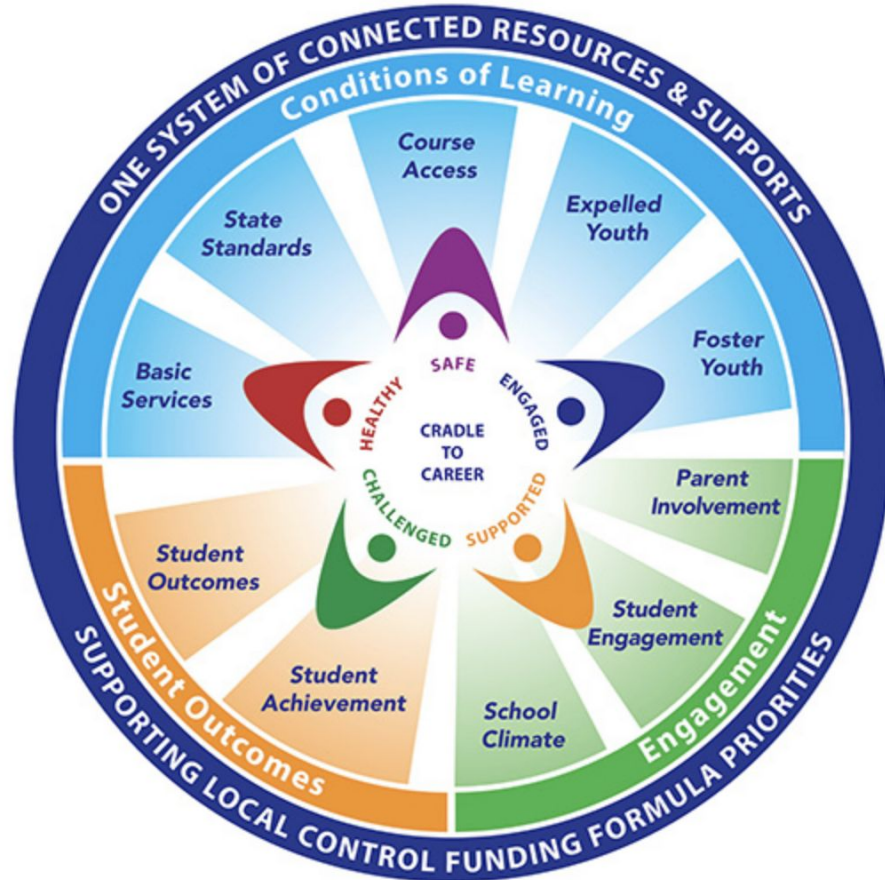 ONE SYSTEM OF CONNECTED RESOURCES & SUPPORTS
Conditions of Learning
Basic
Services
State
Standards
Course
Access
Expelled
Youth
Foster
Youth
HEALTHY
SAFE
ENGAGED
CRADLE
TO
CAREER
CHALLENGED
SUPPORTED
Parent
Involvement
Student
Engagement
School
Climate
Engagement
Student
Outcomes
Student
Achievement
Student Outcomes
SUPPORTING LOCAL CONTROL FUNDING FORMULA PRIORITIES